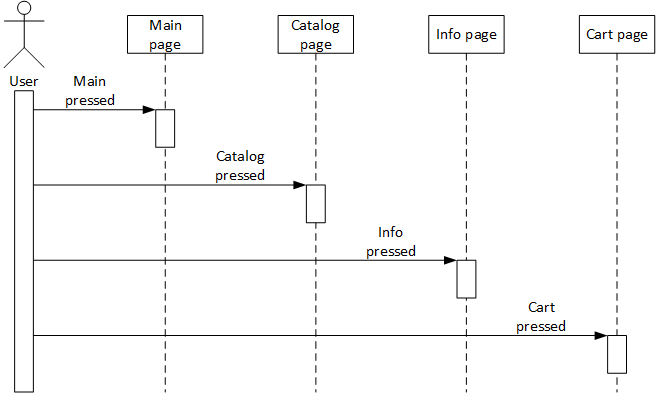 Main
page
Catalog
page
Info page
Cart page
User
Main
pressed
Catalog
pressed
Info
pressed
Cart
pressed